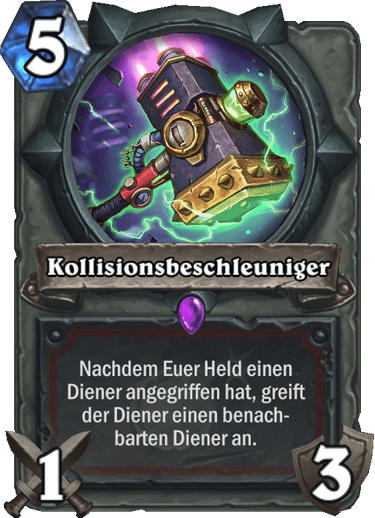 5
Kollisionsbeschleuniger
Nachdem Euer Held einen
Diener angegriffen hat, greift
der Diener einen benach-
barten Diener an.
1
3